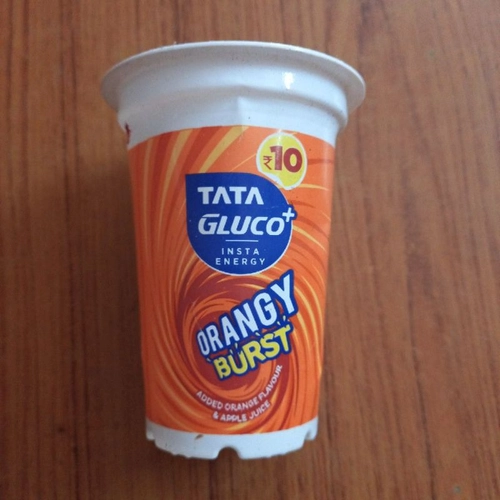 ₹10
TATA
GLUCO+
INSTA
ENERGY
ORANGY
BURST
ADDED ORANGE FLAVOUR
& APPLE JUICE